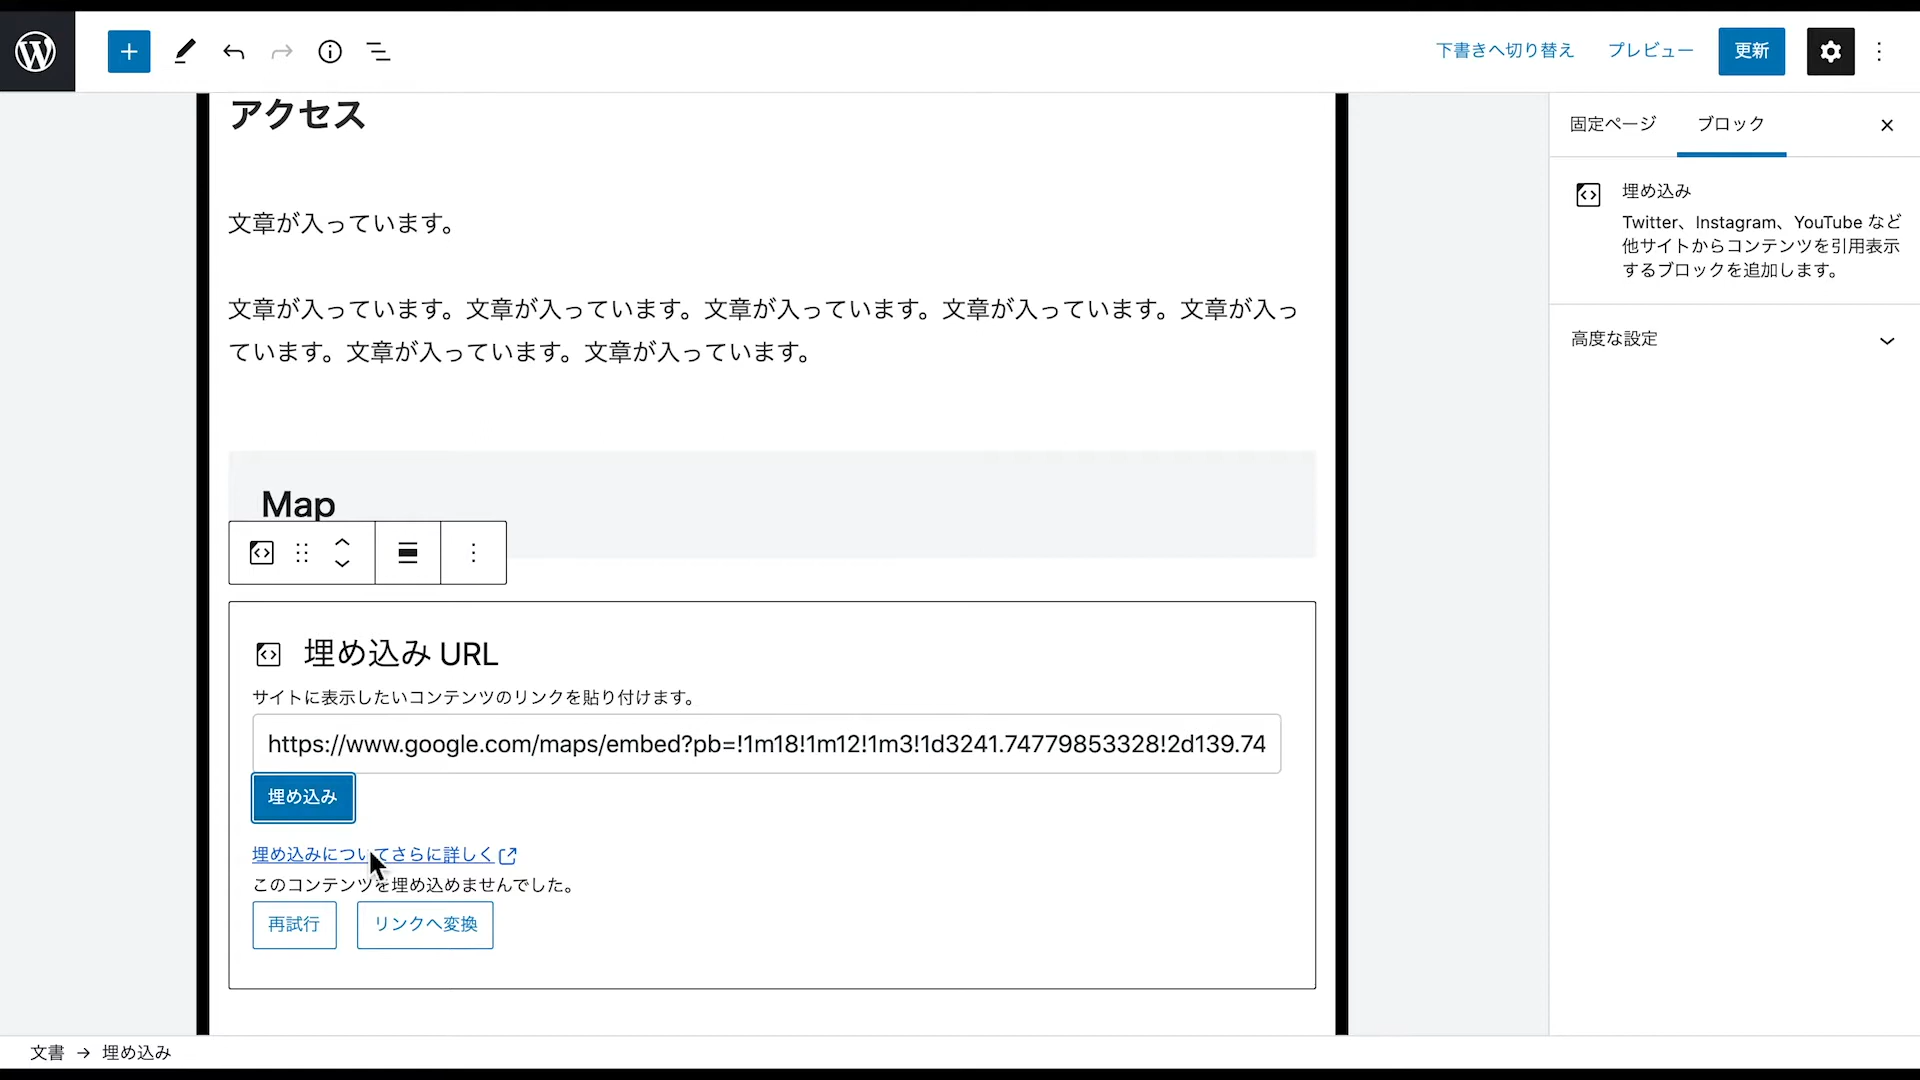 下書きへ切り替え
プレビュー
更新
アクセス
文章が入っています。
文章が入っています。文章が入っています。文章が入っています。文章が入っています。文章が入っ
ています。文章が入っています。文章が入っています。
Map
埋め込み URL
サイトに表示したいコンテンツのリンクを貼り付けます。
https://www.google.com/maps/embed?pb=!1m18!1m12!1m3!1d3241.74779853328!2d139.74
埋め込み
埋め込みについてさらに詳しく
このコンテンツを埋め込めませんでした。
再試行
リンクへ変換
固定ページ
ブロック
埋め込み
Twitter、Instagram、YouTube など
他サイトからコンテンツを引用表示
するブロックを追加します。
高度な設定
文書 → 埋め込み